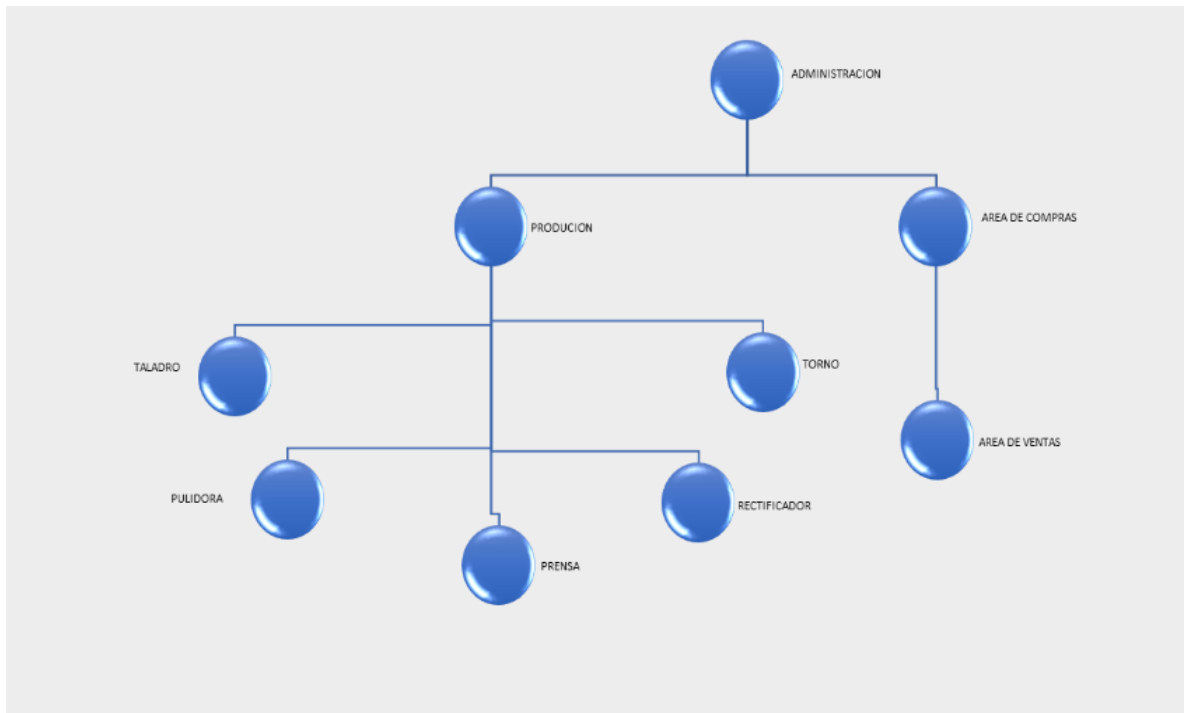 ADMINISTRACION
PRODUCION
AREA DE COMPRAS
TALADRO
TORNO
AREA DE VENTAS
PULIDORA
RECTIFICADOR
PRENSA